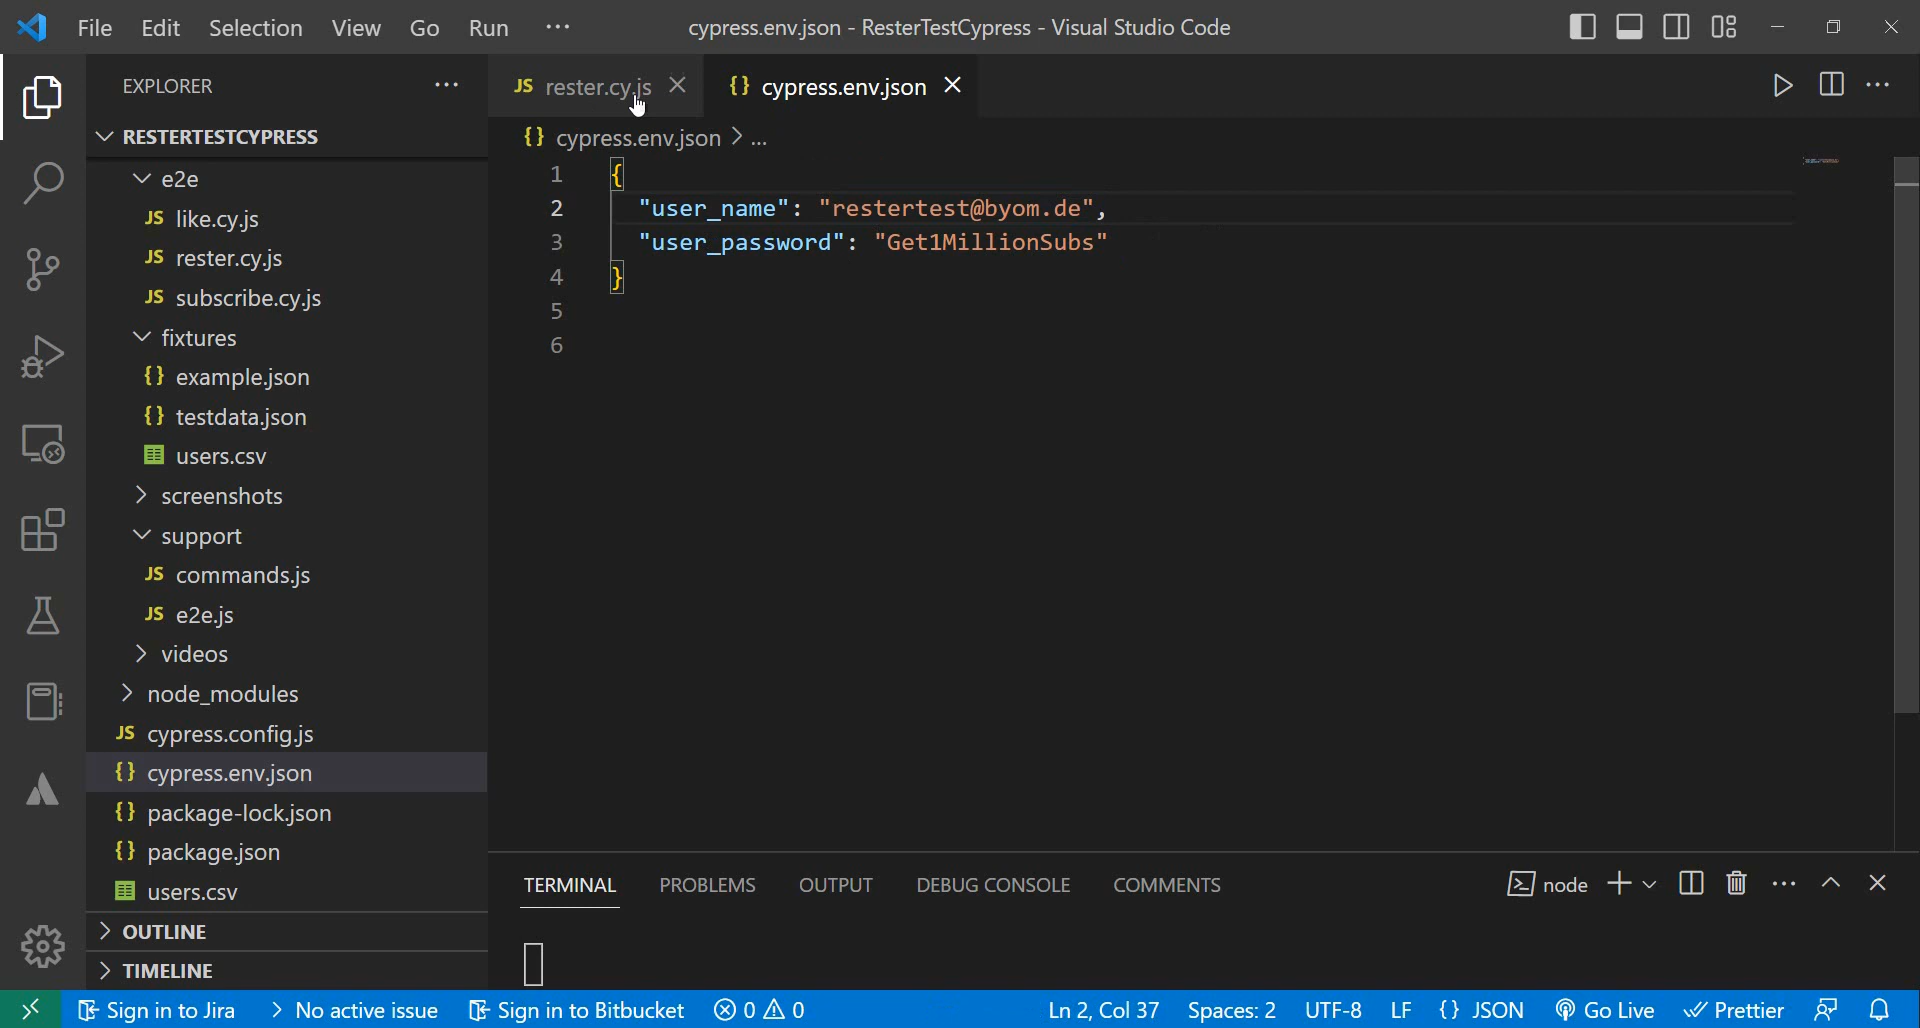 File Edit Selection View Go Run ... cypress.env.json - ResterTestCypress - Visual Studio Code
EXPLORER ...
JS rester.cy.js
{} cypress.env.json
RESTERTESTCYPRESS
{} cypress.env.json > ...
e2e
JS like.cy.js
JS rester.cy.js
JS subscribe.cy.js
fixtures
{} example.json
{} testdata.json
users.csv
screenshots
support
JS commands.js
JS e2e.js
videos
node_modules
JS cypress.config.js
{} cypress.env.json
{} package-lock.json
{} package.json
users.csv
OUTLINE
TIMELINE
1 {
2 "user_name": "restertest@byom.de",
3 "user_password": "Get1MillionSubs"
4 }
5
6
TERMINAL PROBLEMS OUTPUT DEBUG CONSOLE COMMENTS node
Sign in to Jira No active issue Sign in to Bitbucket 0 0 Ln 2, Col 37 Spaces: 2 UTF-8 LF {} JSON Go Live Prettier